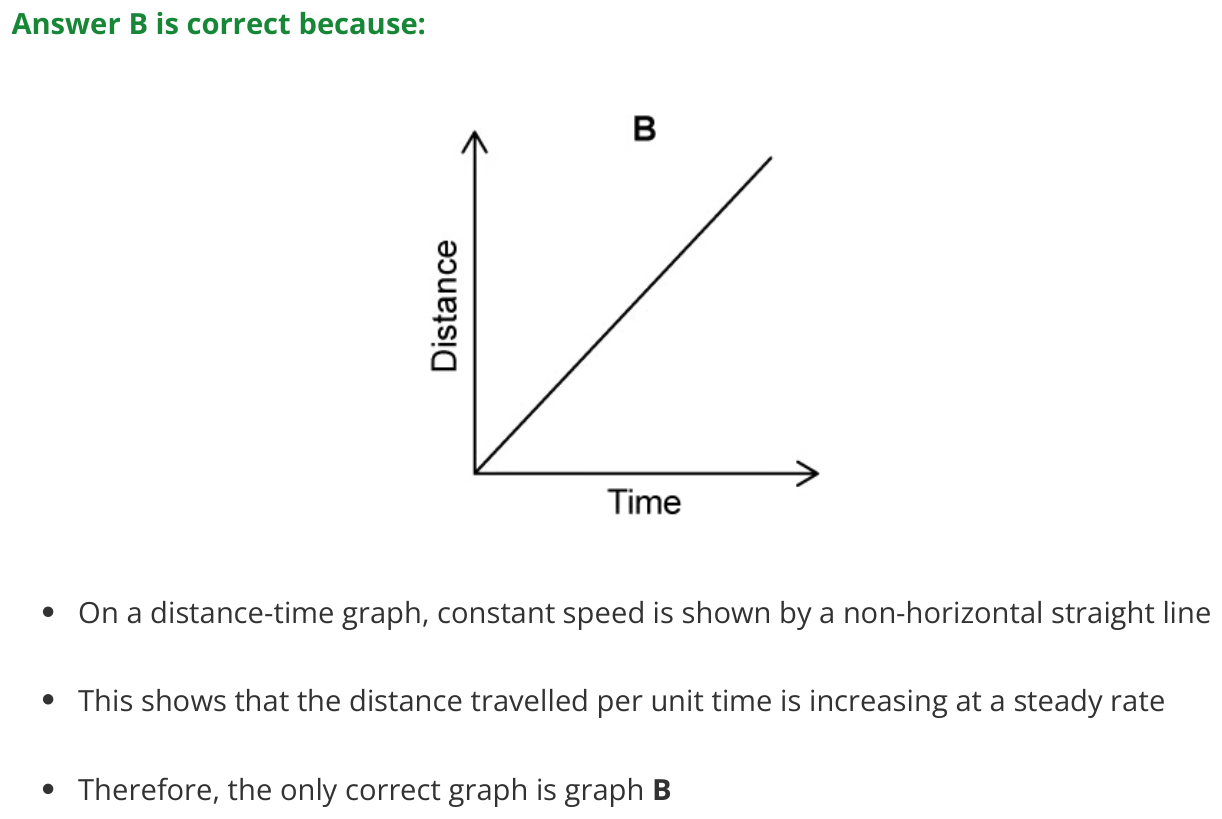 Answer B is correct because:
B
Distance
Time
• On a distance-time graph, constant speed is shown by a non-horizontal straight line
• This shows that the distance travelled per unit time is increasing at a steady rate
• Therefore, the only correct graph is graph B